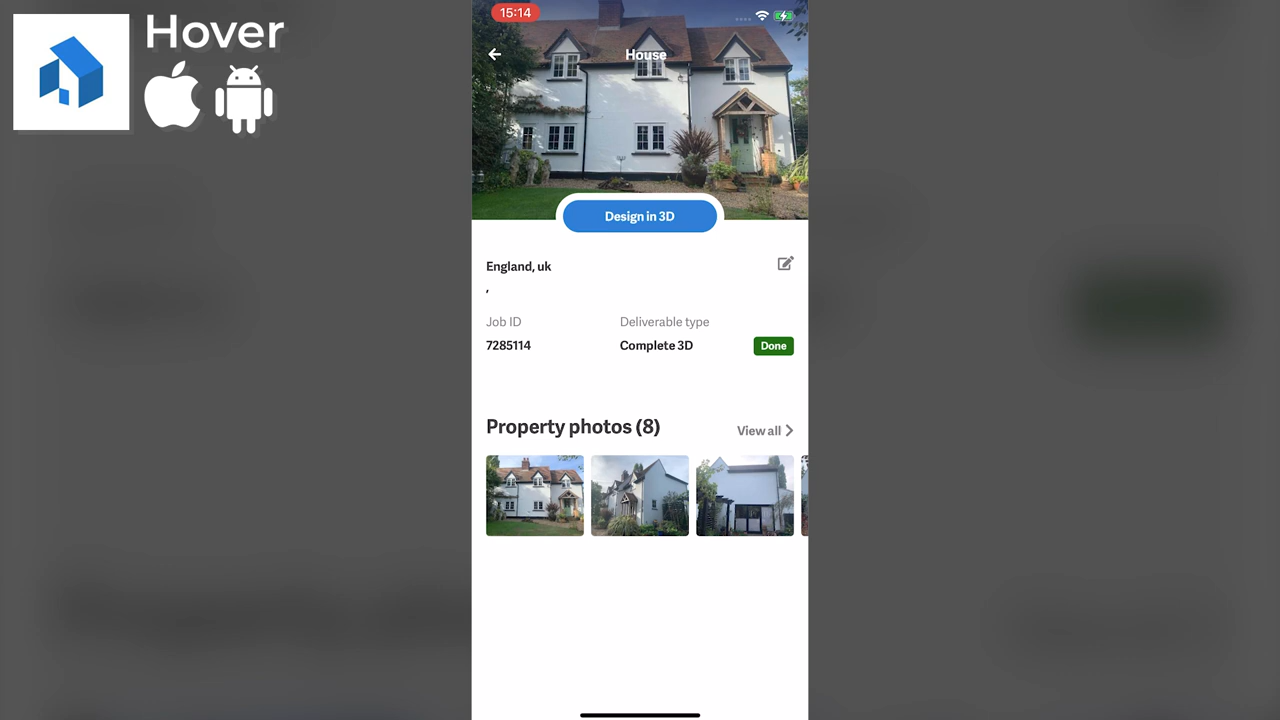 Hover
15:14
House
Design in 3D
England, uk
,
Job ID
Deliverable type
7285114
Complete 3D
Done
Property photos (8)
View all